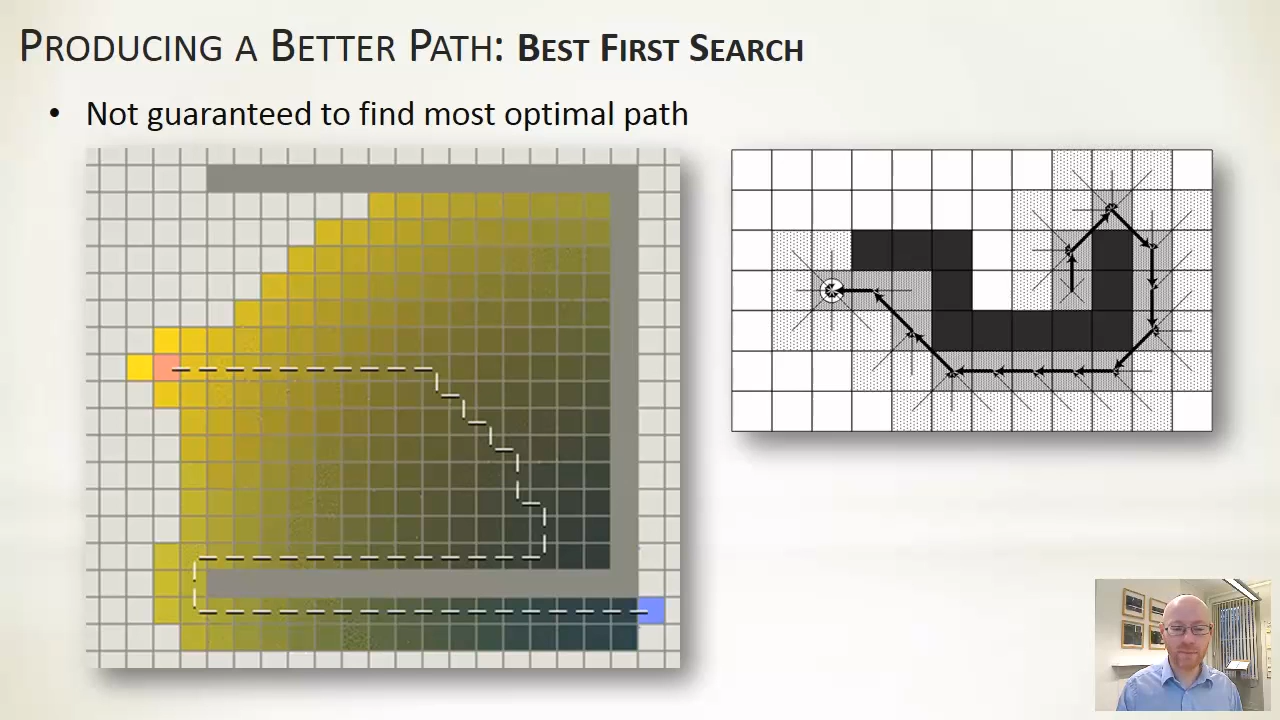 Producing a Better Path: Best First Search
• Not guaranteed to find most optimal path